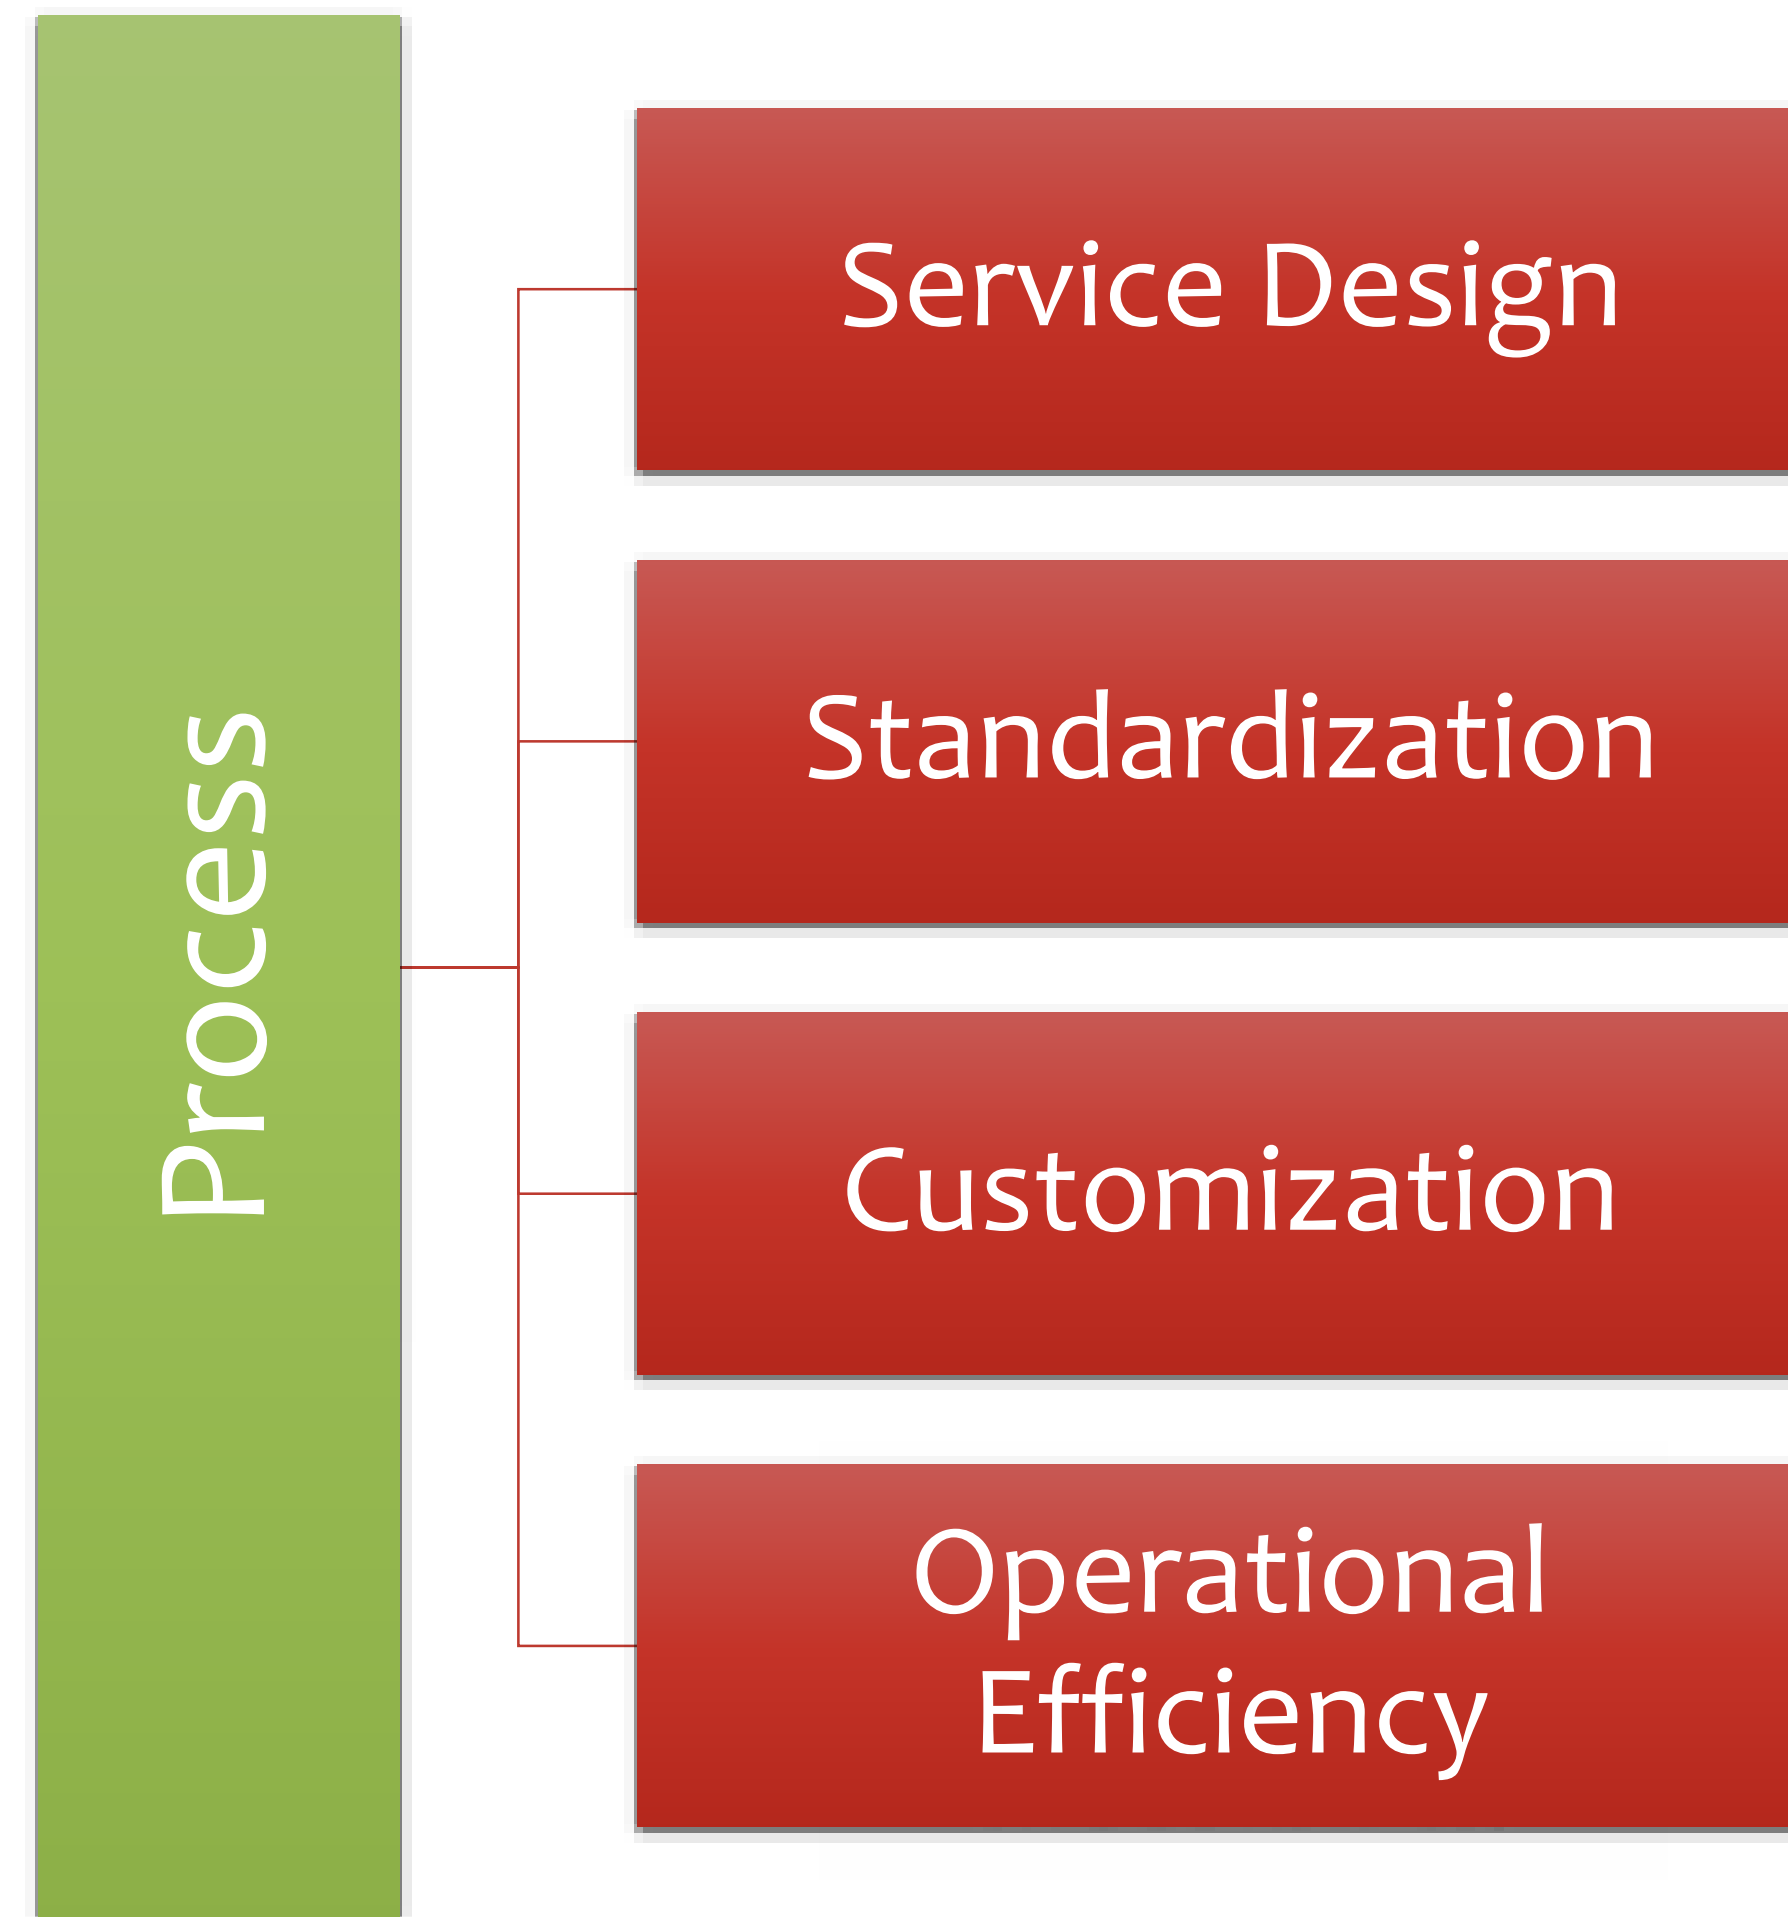 Process
Service Design
Standardization
Customization
Operational
Efficiency